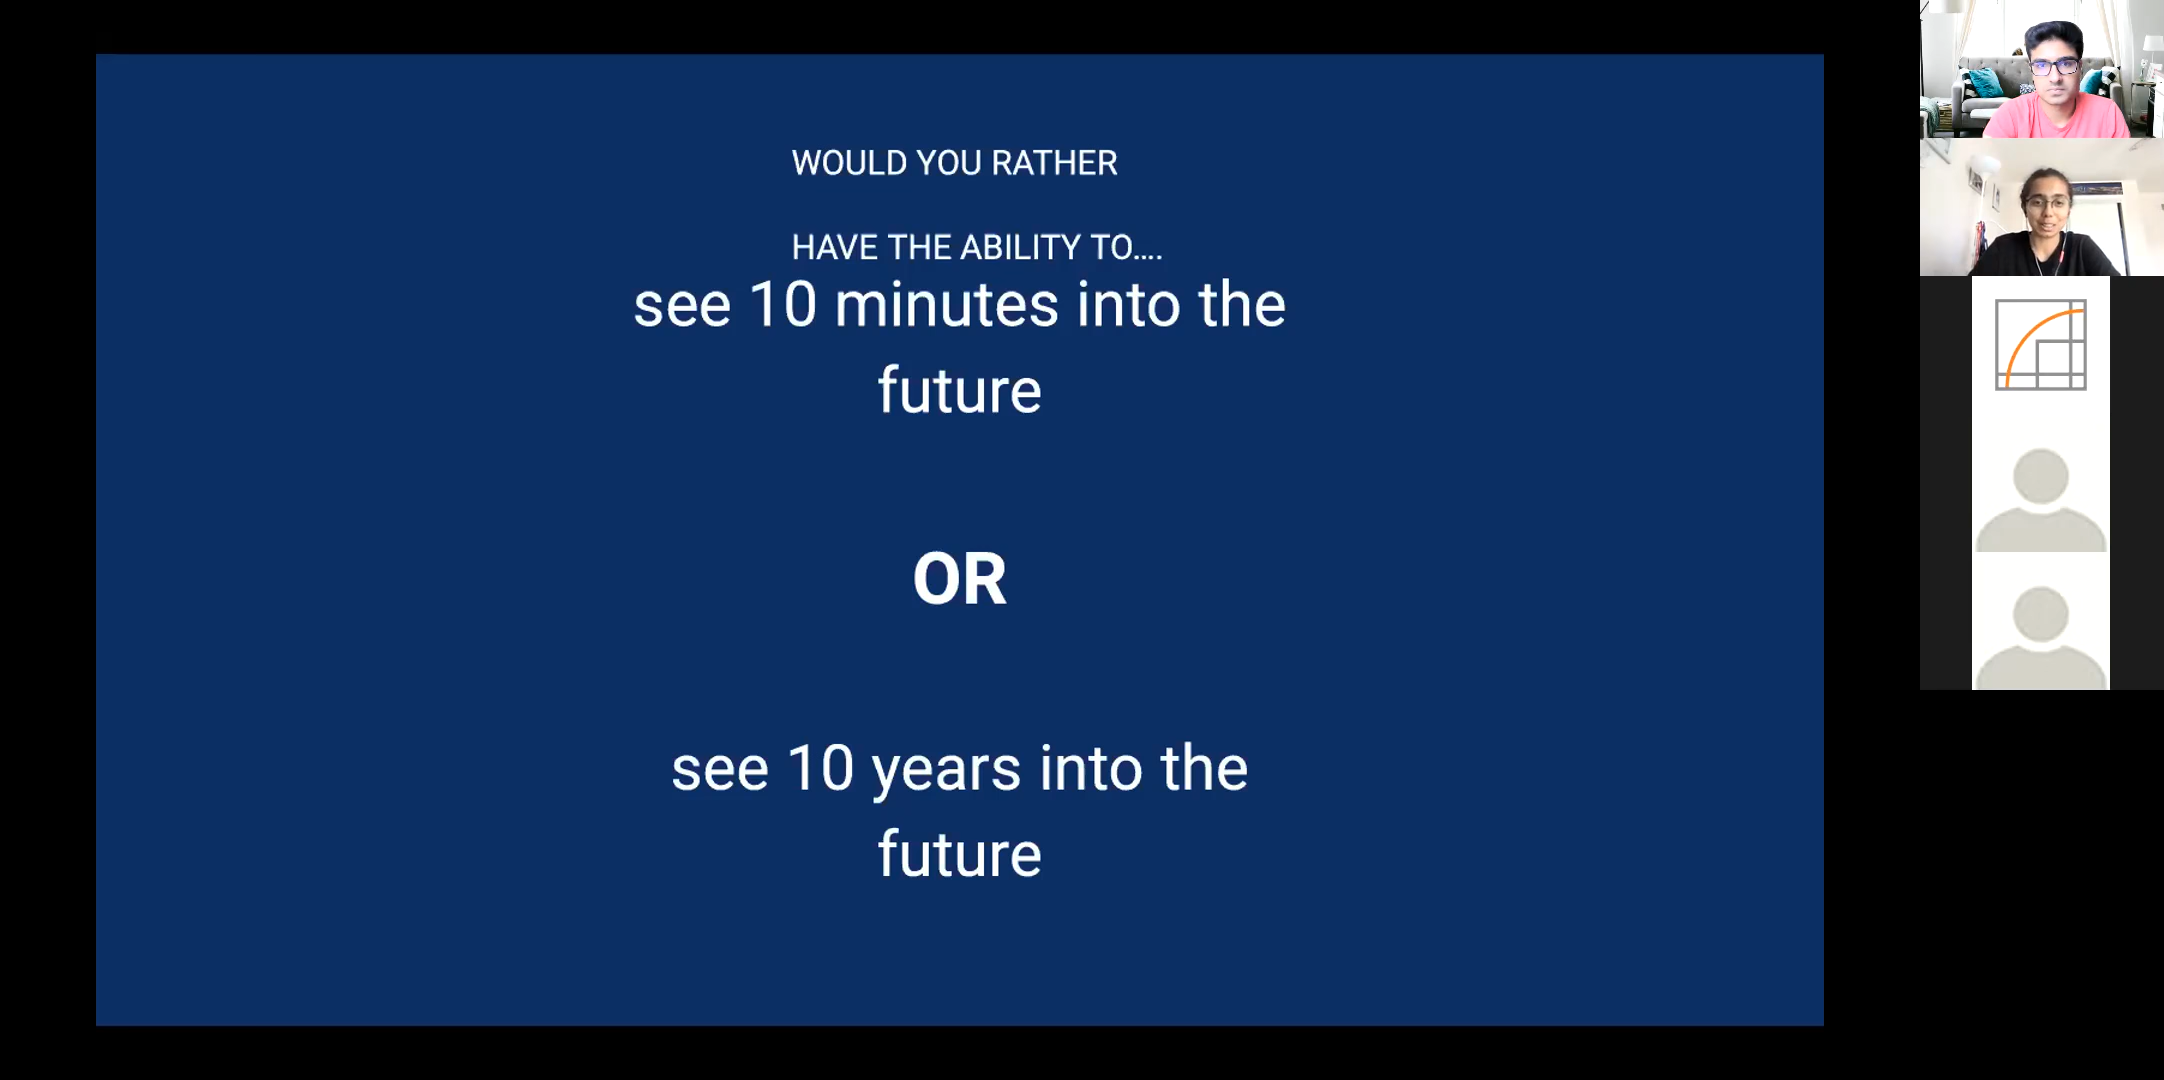 WOULD YOU RATHER
HAVE THE ABILITY TO....
see 10 minutes into the
future
OR
see 10 years into the
future